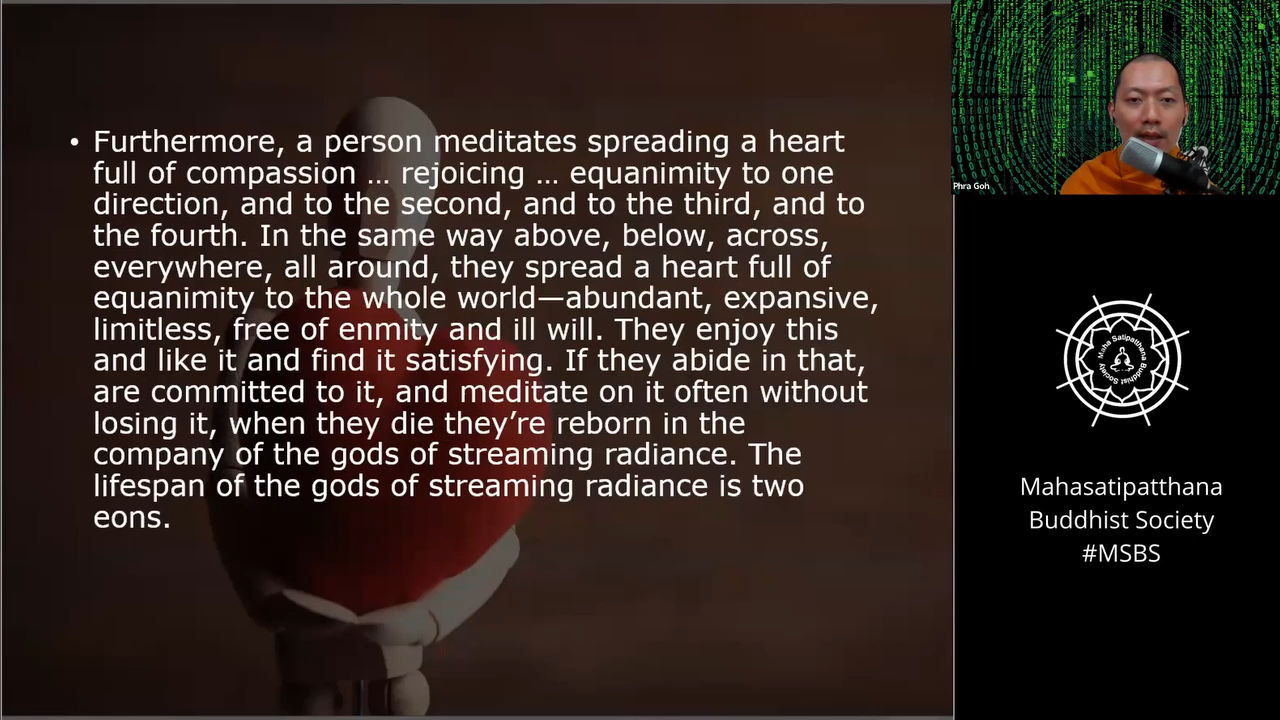 • Furthermore, a person meditates spreading a heart
full of compassion … rejoicing … equanimity to one
direction, and to the second, and to the third, and to
the fourth. In the same way above, below, across,
everywhere, all around, they spread a heart full of
equanimity to the whole world—abundant, expansive,
limitless, free of enmity and ill will. They enjoy this
and like it and find it satisfying. If they abide in that,
are committed to it, and meditate on it often without
losing it, when they die they’re reborn in the
company of the gods of streaming radiance. The
lifespan of the gods of streaming radiance is two
eons.
Phra Goh
Maha Satipatthana
Buddhist Society
Mahasatipatthana
Buddhist Society
#MSBS